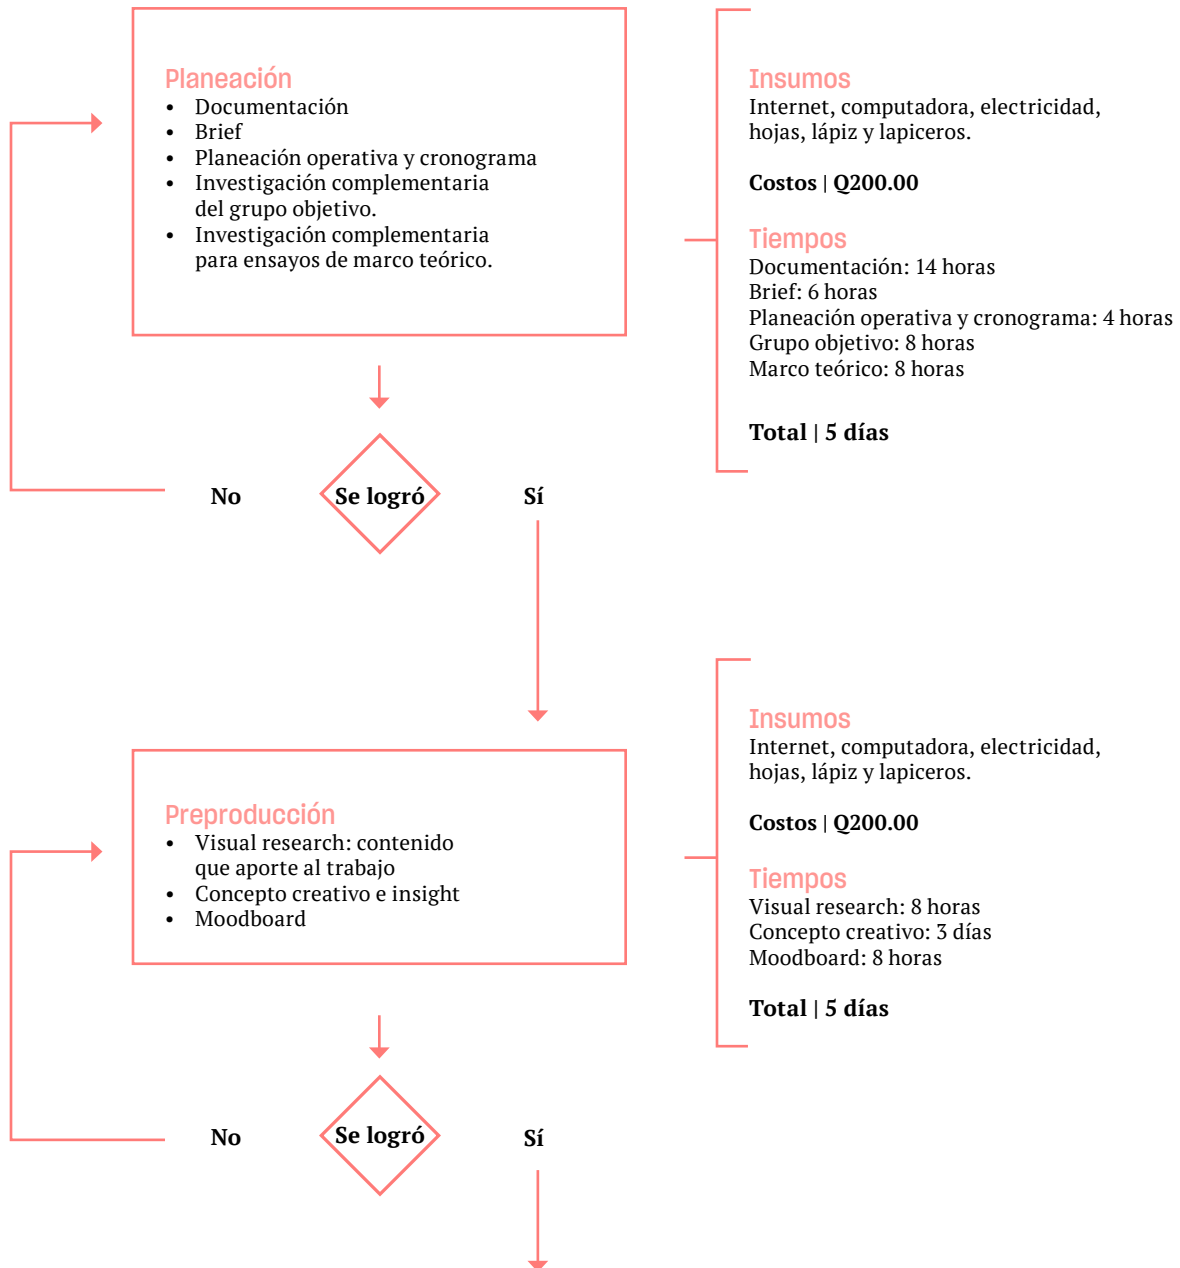 Planeación
• Documentación
• Brief
• Planeación operativa y cronograma
• Investigación complementaria
del grupo objetivo.
• Investigación complementaria
para ensayos de marco teórico.
Insumos
Internet, computadora, electricidad,
hojas, lápiz y lapiceros.
Costos | Q200.00
Tiempos
Documentación: 14 horas
Brief: 6 horas
Planeación operativa y cronograma: 4 horas
Grupo objetivo: 8 horas
Marco teórico: 8 horas
Total | 5 días
No
Se logró
Sí
Preproducción
• Visual research: contenido
que aporte al trabajo
• Concepto creativo e insight
• Moodboard
Insumos
Internet, computadora, electricidad,
hojas, lápiz y lapiceros.
Costos | Q200.00
Tiempos
Visual research: 8 horas
Concepto creativo: 3 días
Moodboard: 8 horas
Total | 5 días
No
Se logró
Sí